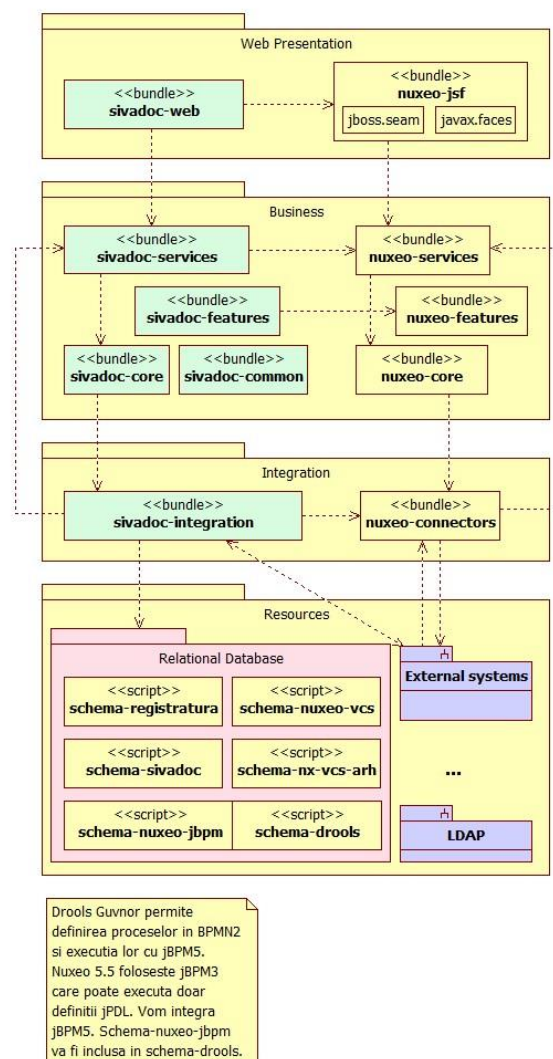 Web Presentation
<<bundle>>
sivadoc-web
<<bundle>>
nuxeo-jsf
jboss.seam
javax.faces
Business
<<bundle>>
sivadoc-services
<<bundle>>
nuxeo-services
<<bundle>>
sivadoc-features
<<bundle>>
nuxeo-features
<<bundle>>
sivadoc-core
<<bundle>>
sivadoc-common
<<bundle>>
nuxeo-core
Integration
<<bundle>>
sivadoc-integration
<<bundle>>
nuxeo-connectors
Resources
Relational Database
<<script>>
schema-registratura
<<script>>
schema-nuxeo-vcs
<<script>>
schema-sivadoc
<<script>>
schema-nx-vcs-arh
<<script>>
schema-nuxeo-jbpm
<<script>>
schema-drools
External systems
...
LDAP
Drools Guvnor permite
definirea proceselor in BPMN2
si executia lor cu jBPM5.
Nuxeo 5.5 foloseste jBPM3
care poate executa doar
definitii jPDL. Vom integra
jBPM5. Schema-nuxeo-jbpm
va fi inclusa in schema-drools.